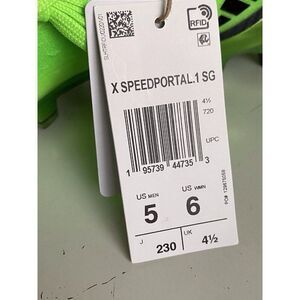 RFID
X SPEEDPORTAL.1 SG
4½
720
UPC
1 95739 44735 3
US MEN
US WMN
5
6
J
230
UK
4½